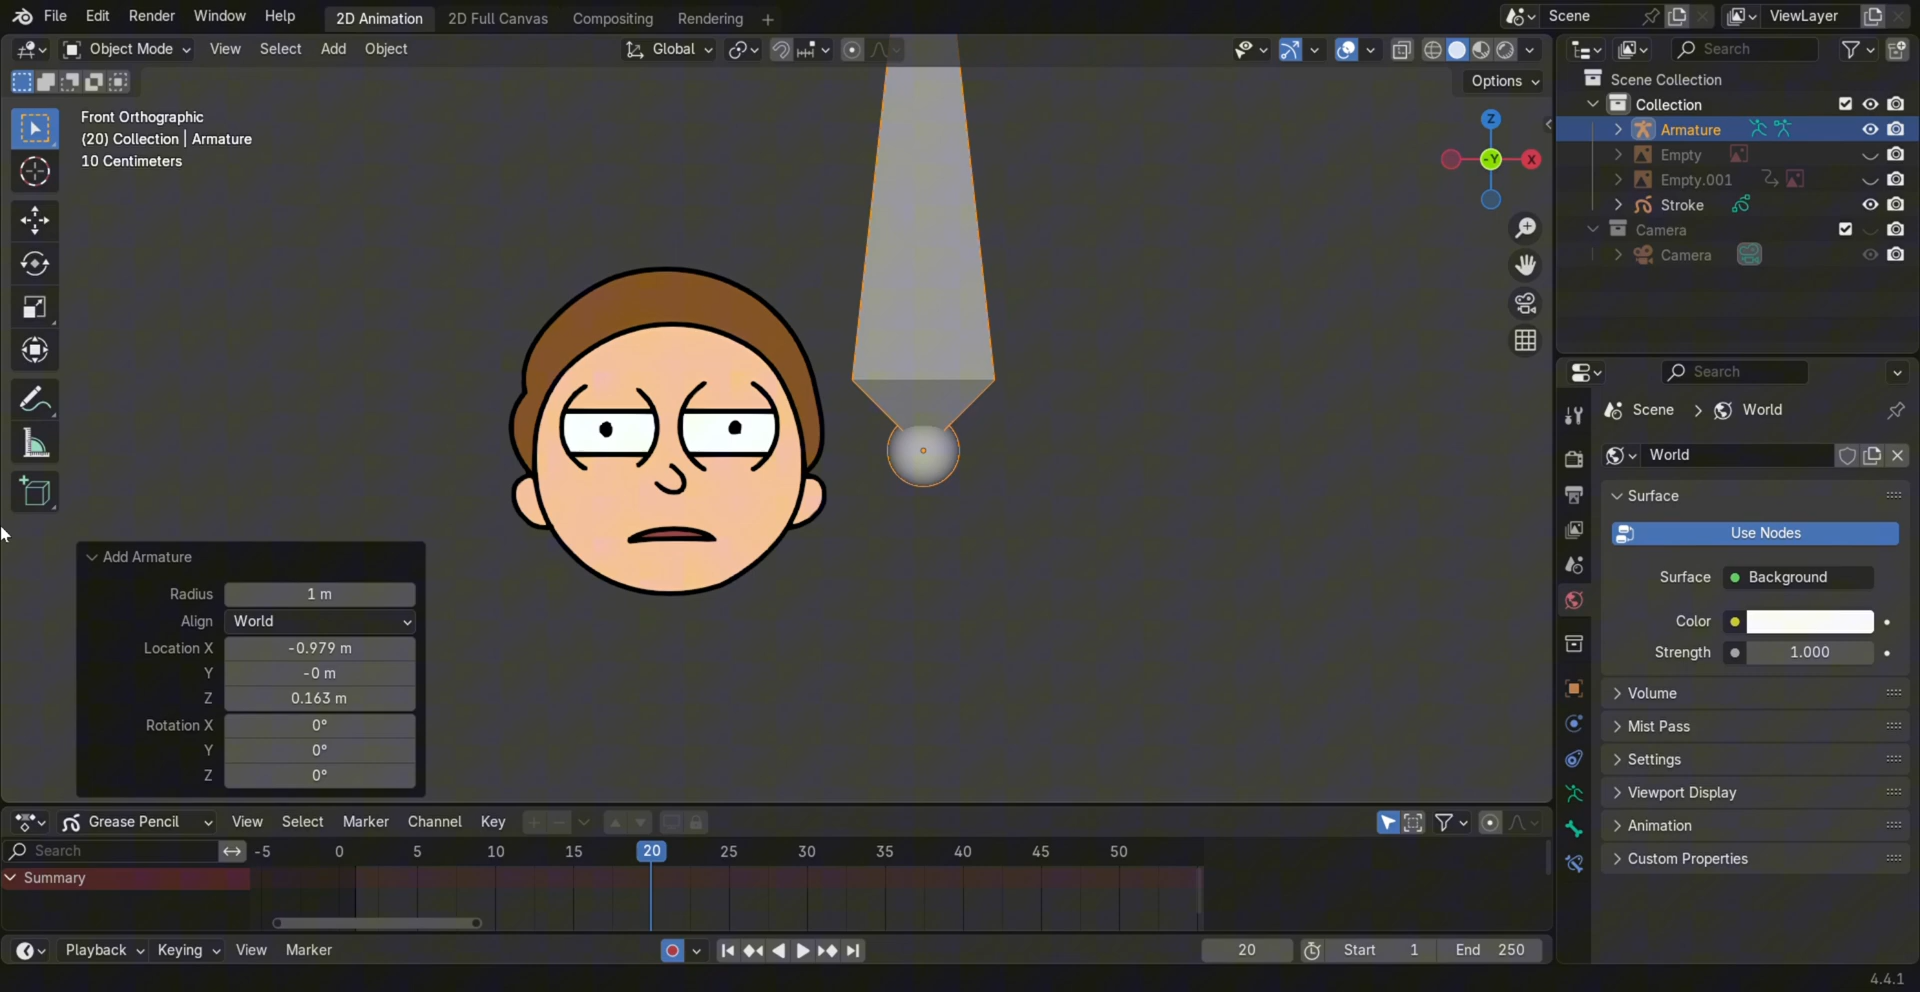 File Edit Render Window Help 2D Animation 2D Full Canvas Compositing Rendering + Scene ViewLayer
Object Mode View Select Add Object Global Search
Options
Front Orthographic
(20) Collection | Armature
10 Centimeters
Z
-Y
X
Scene Collection
Collection
Armature
Empty
Empty.001
Stroke
Camera
Camera
Search
Scene > World
World
Surface
Use Nodes
Surface Background
Color
Strength 1.000
Volume
Mist Pass
Settings
Viewport Display
Animation
Custom Properties
Add Armature
Radius 1 m
Align World
Location X -0.979 m
Y -0 m
Z 0.163 m
Rotation X 0°
Y 0°
Z 0°
Grease Pencil View Select Marker Channel Key
Search -5 0 5 10 15 20 25 30 35 40 45 50
Summary
Playback Keying View Marker 20 Start 1 End 250
4.4.1